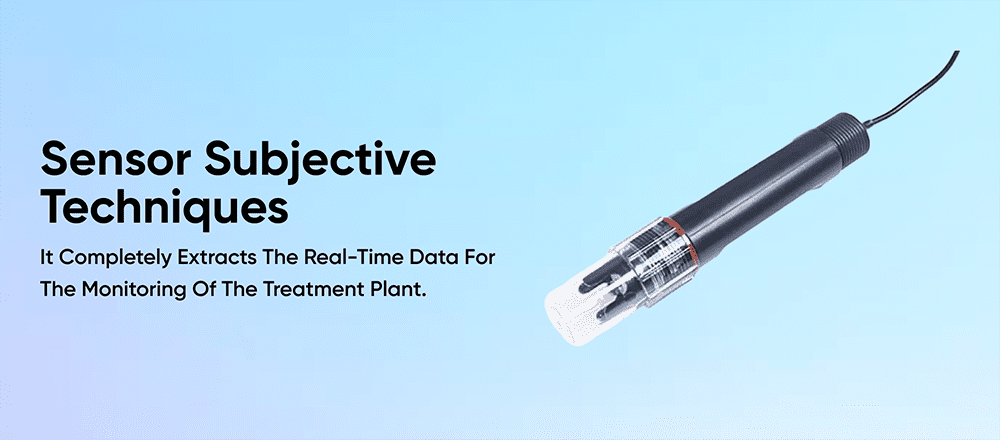 Sensor Subjective
Techniques
It Completely Extracts The Real-Time Data For
The Monitoring Of The Treatment Plant.